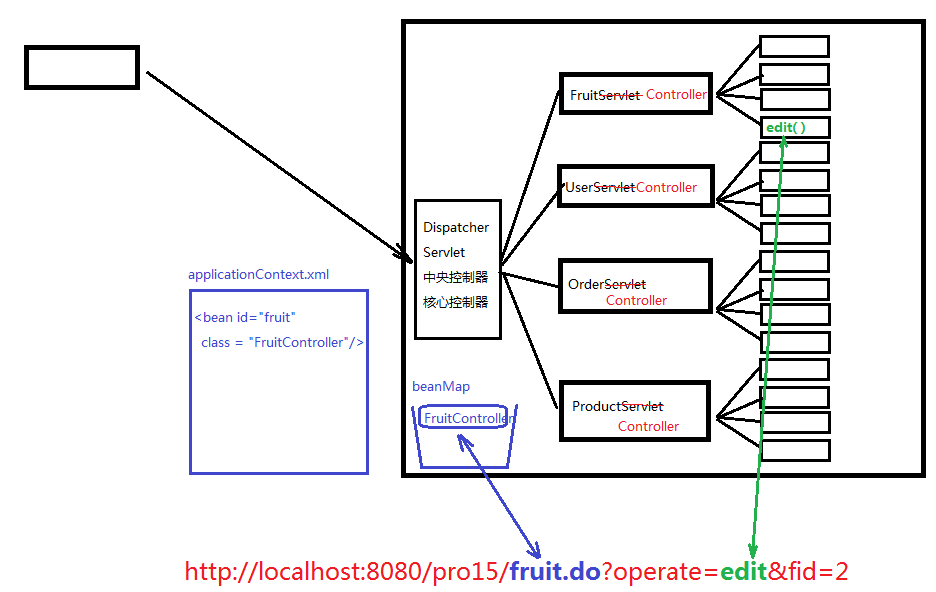 FruitServlet Controller
edit( )
UserServletController
Dispatcher
Servlet
中央控制器
核心控制器
applicationContext.xml
<bean id="fruit"
class = "FruitController"/>
OrderServlet
Controller
beanMap
FruitController
ProductServlet
Controller
http://localhost:8080/pro15/fruit.do?operate=edit&fid=2